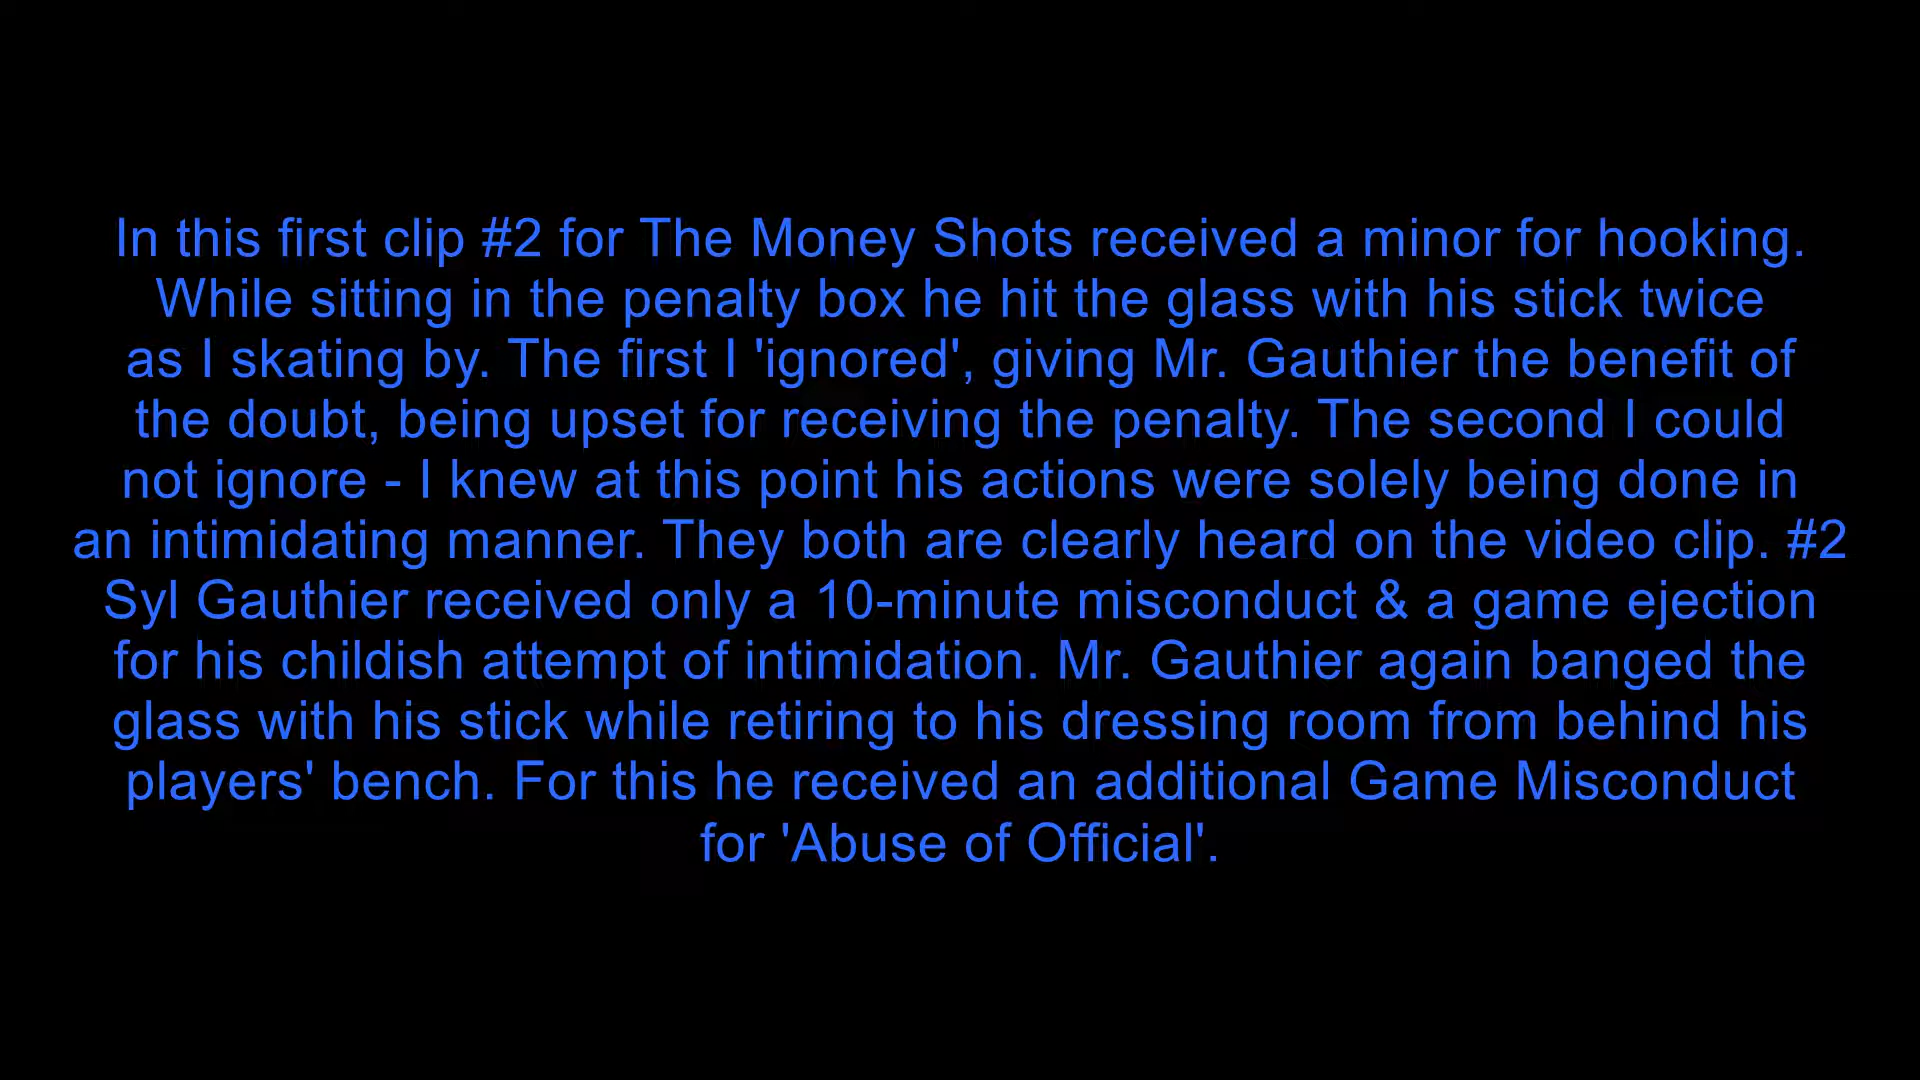 In this first clip #2 for The Money Shots received a minor for hooking.
While sitting in the penalty box he hit the glass with his stick twice
as I skating by. The first I 'ignored', giving Mr. Gauthier the benefit of
the doubt, being upset for receiving the penalty. The second I could
not ignore - I knew at this point his actions were solely being done in
an intimidating manner. They both are clearly heard on the video clip. #2
Syl Gauthier received only a 10-minute misconduct & a game ejection
for his childish attempt of intimidation. Mr. Gauthier again banged the
glass with his stick while retiring to his dressing room from behind his
players' bench. For this he received an additional Game Misconduct
for 'Abuse of Official'.